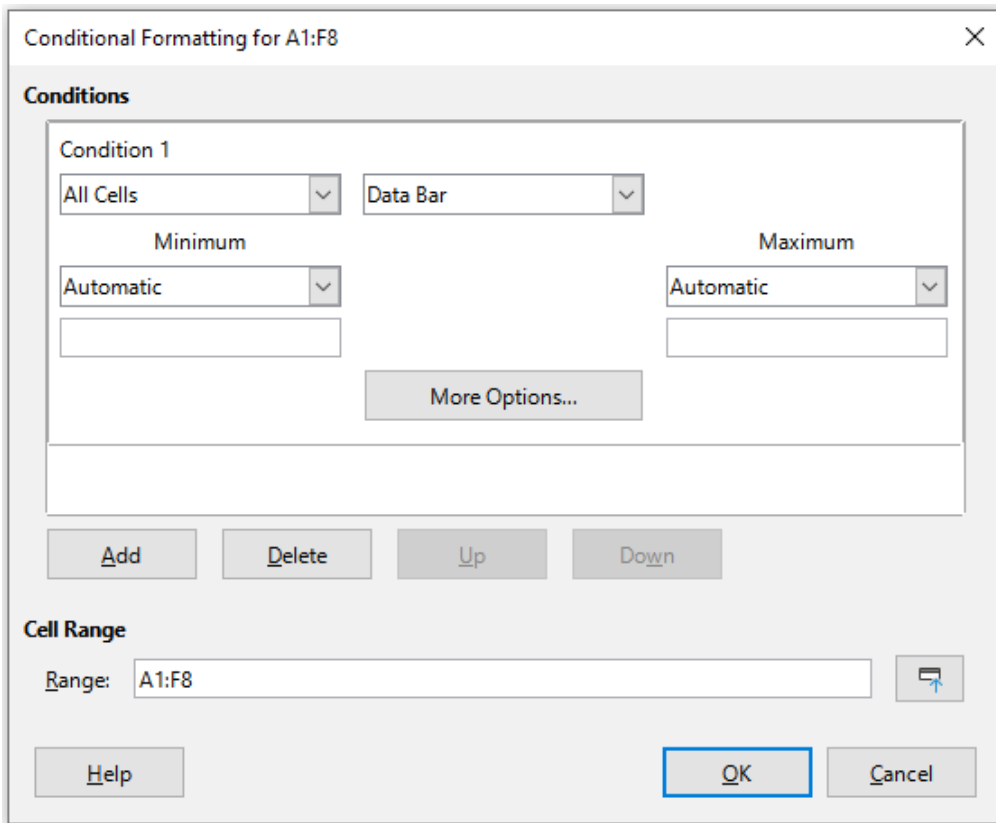 Conditional Formatting for A1:F8
Conditions
Condition 1
All Cells Data Bar
Minimum Maximum
Automatic Automatic
More Options...
Add Delete Up Down
Cell Range
Range: A1:F8
Help OK Cancel